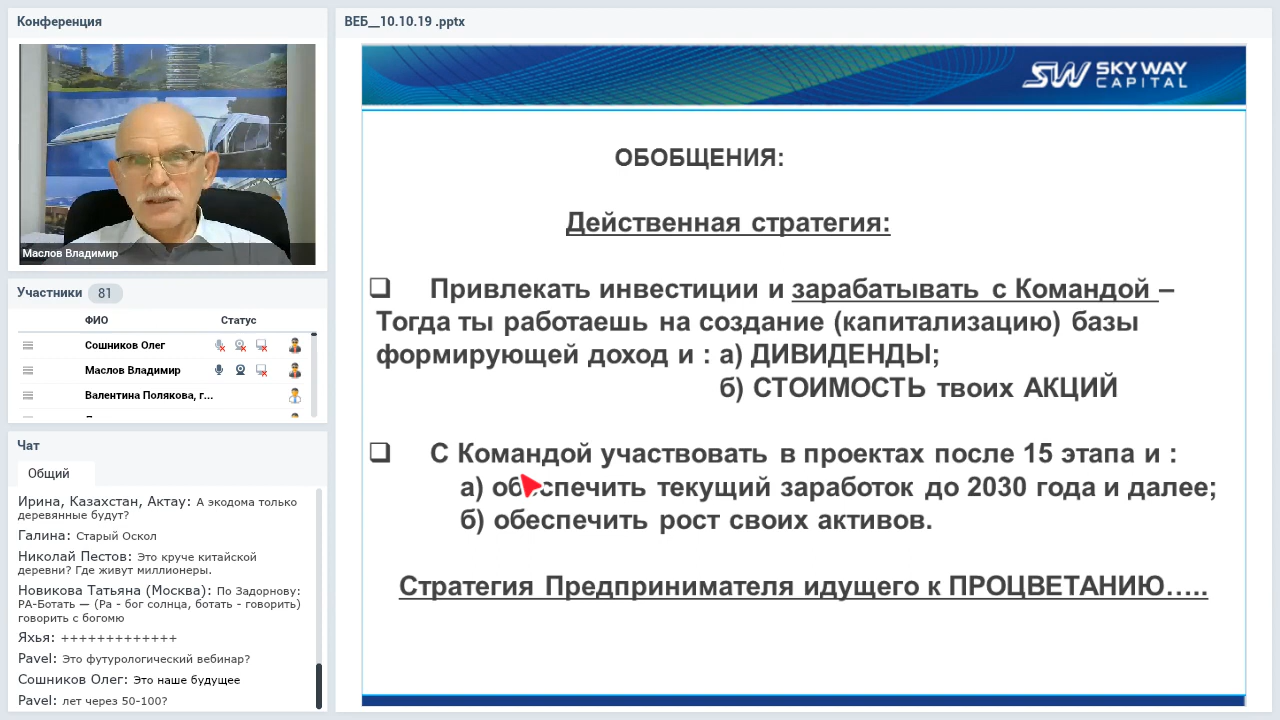 Конференция
Маслов Владимир
Участники 81
ФИО Статус
Сошников Олег
Маслов Владимир
Валентина Полякова, г...
Чат
Общий
Ирина, Казахстан, Актау: А экодома только
деревянные будут?
Галина: Старый Оскол
Николай Пестов: Это круче китайской
деревни? Где живут миллионеры.
Новикова Татьяна (Москва): По Задорнову:
РА-Ботать — (Ра - бог солнца, ботать - говорить)
говорить с богомю
Яхья: +++++++++++++
Pavel: Это футурологический вебинар?
Сошников Олег: Это наше будущее
Pavel: лет через 50-100?
ВЕБ__10.10.19 .pptx
SW SKY WAY
CAPITAL
ОБОБЩЕНИЯ:
Действенная стратегия:
Привлекать инвестиции и зарабатывать с Командой –
Тогда ты работаешь на создание (капитализацию) базы
формирующей доход и : а) ДИВИДЕНДЫ;
б) СТОИМОСТЬ твоих АКЦИЙ
С Командой участвовать в проектах после 15 этапа и :
а) обеспечить текущий заработок до 2030 года и далее;
б) обеспечить рост своих активов.
Стратегия Предпринимателя идущего к ПРОЦВЕТАНИЮ…..